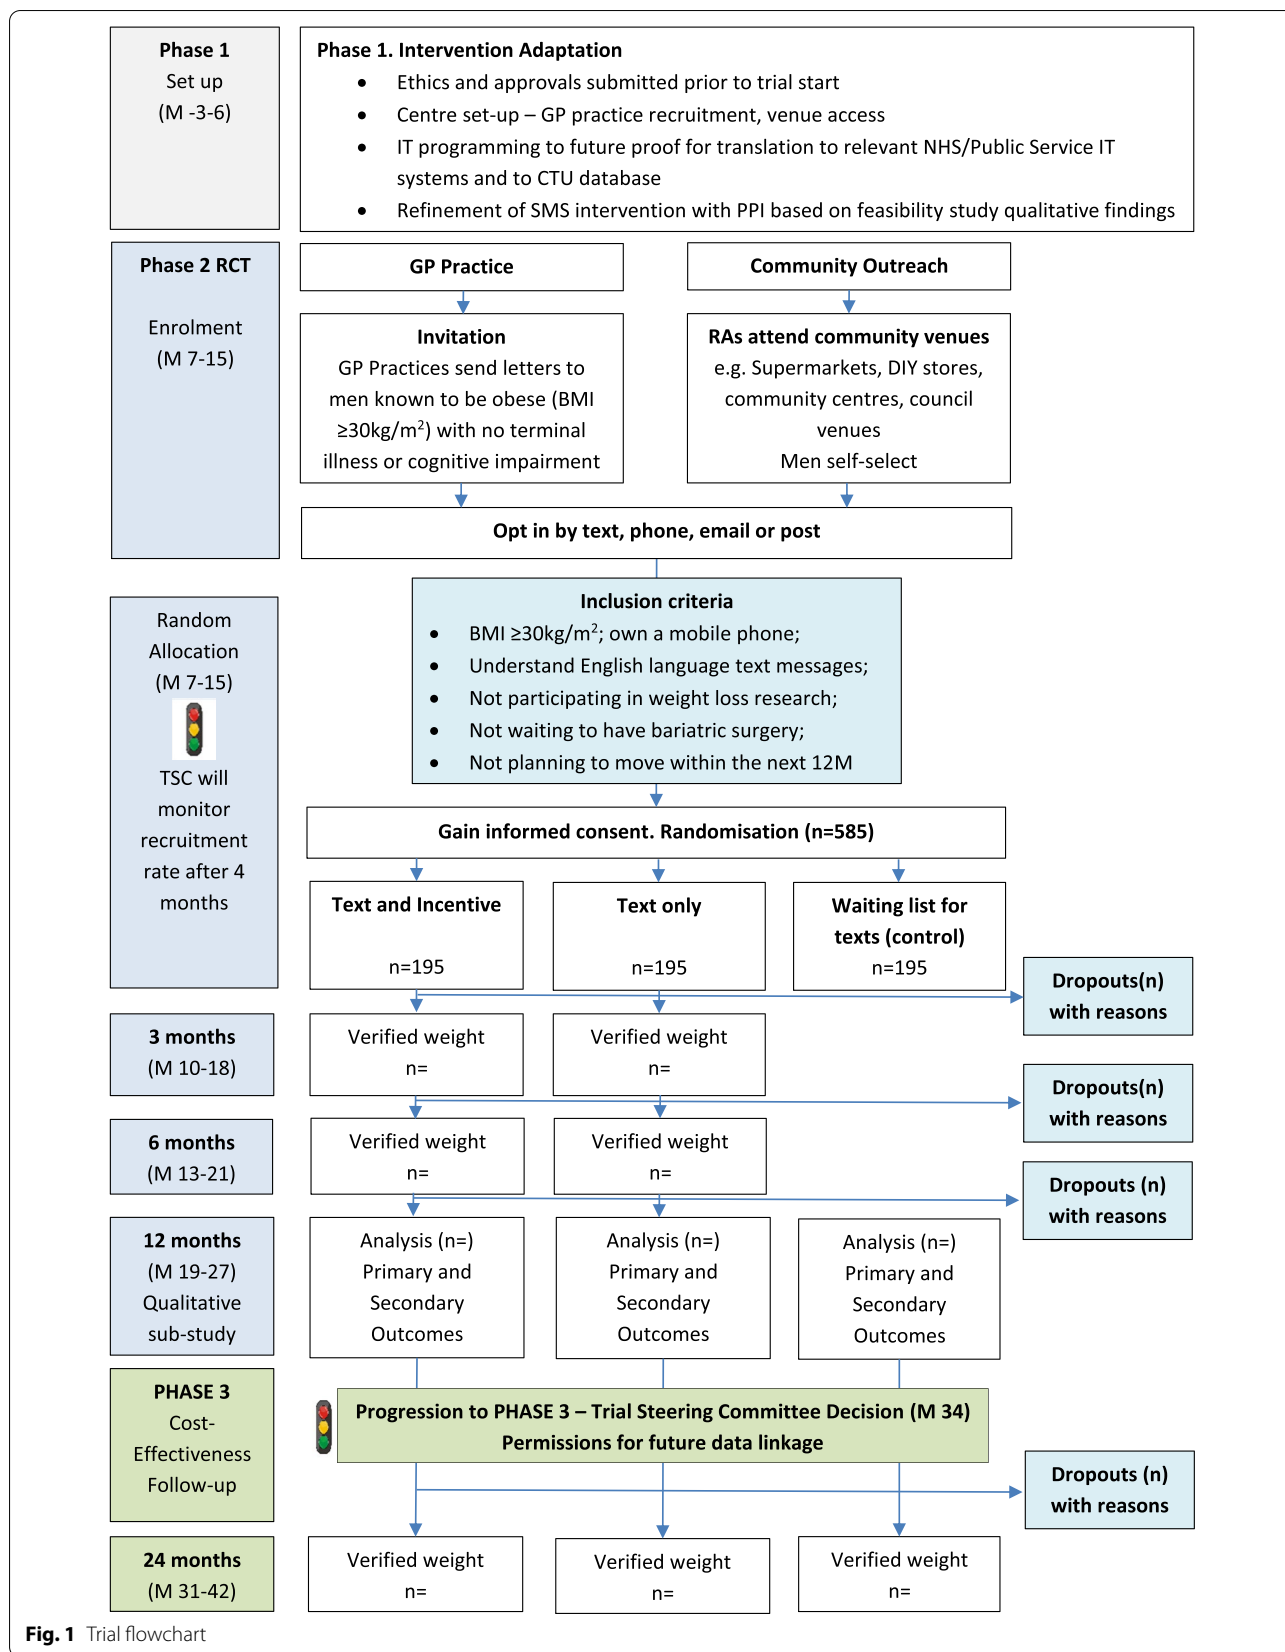 Phase 1
Set up
(M -3-6)
Phase 1. Intervention Adaptation
• Ethics and approvals submitted prior to trial start
• Centre set-up – GP practice recruitment, venue access
• IT programming to future proof for translation to relevant NHS/Public Service IT
systems and to CTU database
• Refinement of SMS intervention with PPI based on feasibility study qualitative findings
Phase 2 RCT
Enrolment
(M 7-15)
GP Practice
Community Outreach
Invitation
GP Practices send letters to
men known to be obese (BMI
≥30kg/m²) with no terminal
illness or cognitive impairment
RAs attend community venues
e.g. Supermarkets, DIY stores,
community centres, council
venues
Men self-select
Opt in by text, phone, email or post
Random
Allocation
(M 7-15)
TSC will
monitor
recruitment
rate after 4
months
Inclusion criteria
• BMI ≥30kg/m²; own a mobile phone;
• Understand English language text messages;
• Not participating in weight loss research;
• Not waiting to have bariatric surgery;
• Not planning to move within the next 12M
Gain informed consent. Randomisation (n=585)
Text and Incentive
n=195
Text only
n=195
Waiting list for
texts (control)
n=195
Dropouts(n)
with reasons
3 months
(M 10-18)
Verified weight
n=
Verified weight
n=
Dropouts(n)
with reasons
6 months
(M 13-21)
Verified weight
n=
Verified weight
n=
Dropouts (n)
with reasons
12 months
(M 19-27)
Qualitative
sub-study
Analysis (n=)
Primary and
Secondary
Outcomes
Analysis (n=)
Primary and
Secondary
Outcomes
Analysis (n=)
Primary and
Secondary
Outcomes
PHASE 3
Cost-
Effectiveness
Follow-up
Progression to PHASE 3 – Trial Steering Committee Decision (M 34)
Permissions for future data linkage
Dropouts (n)
with reasons
24 months
(M 31-42)
Verified weight
n=
Verified weight
n=
Verified weight
n=
Fig. 1 Trial flowchart